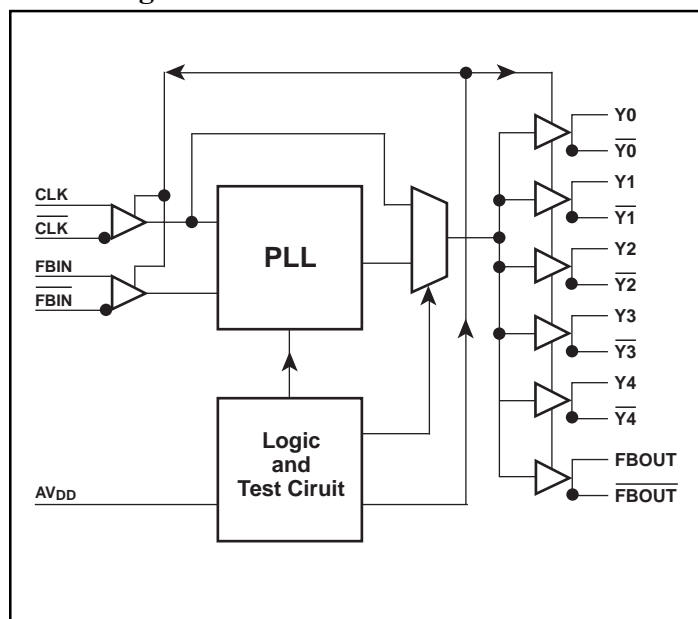 CLK
CLK
FBIN
FBIN
AVDD
PLL
Logic
and
Test Ciruit
Y0
Y0
Y1
Y1
Y2
Y2
Y3
Y3
Y4
Y4
FBOUT
FBOUT